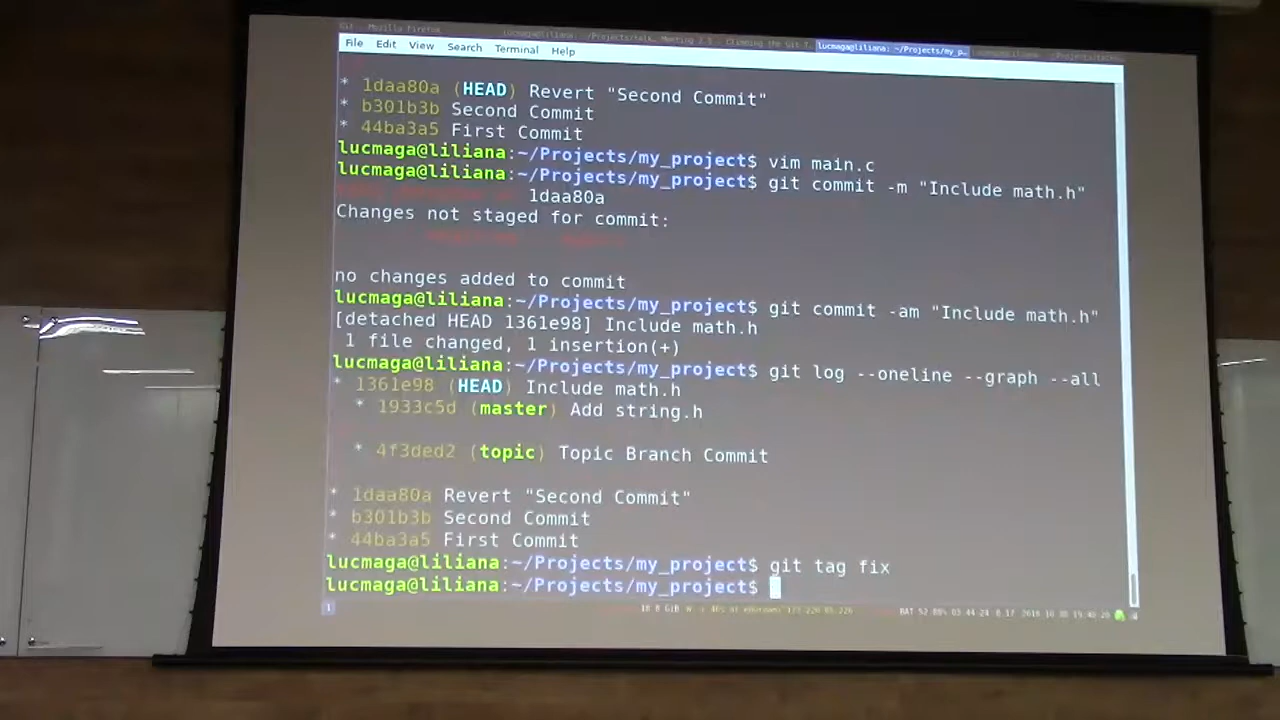 File Edit View Search Terminal Help
lucmaga@liliana: ~/Projects/my_p...
* 1daa80a (HEAD) Revert "Second Commit"
* b301b3b Second Commit
* 44ba3a5 First Commit
lucmaga@liliana:~/Projects/my_project$ vim main.c
lucmaga@liliana:~/Projects/my_project$ git commit -m "Include math.h"
1daa80a
Changes not staged for commit:
no changes added to commit
lucmaga@liliana:~/Projects/my_project$ git commit -am "Include math.h"
[detached HEAD 1361e98] Include math.h
1 file changed, 1 insertion(+)
lucmaga@liliana:~/Projects/my_project$ git log --oneline --graph --all
* 1361e98 (HEAD) Include math.h
* 1933c5d (master) Add string.h
* 4f3ded2 (topic) Topic Branch Commit
* 1daa80a Revert "Second Commit"
* b301b3b Second Commit
* 44ba3a5 First Commit
lucmaga@liliana:~/Projects/my_project$ git tag fix
lucmaga@liliana:~/Projects/my_project$